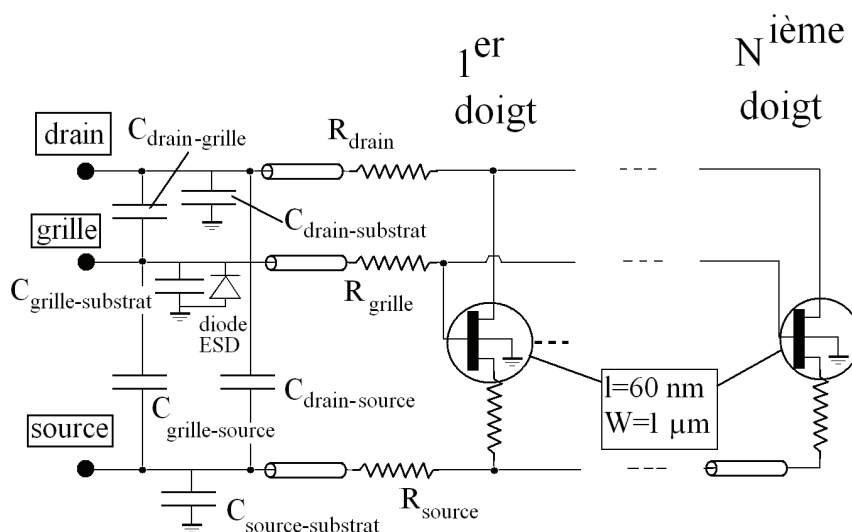 1er
doigt
Nième
doigt
drain
Cdrain-grille
Rdrain
grille
Cdrain-substrat
Cgrille-substrat
diode
ESD
Rgrille
l=60 nm
W=1 µm
Cdrain-source
Cgrille-source
source
Rsource
Csource-substrat